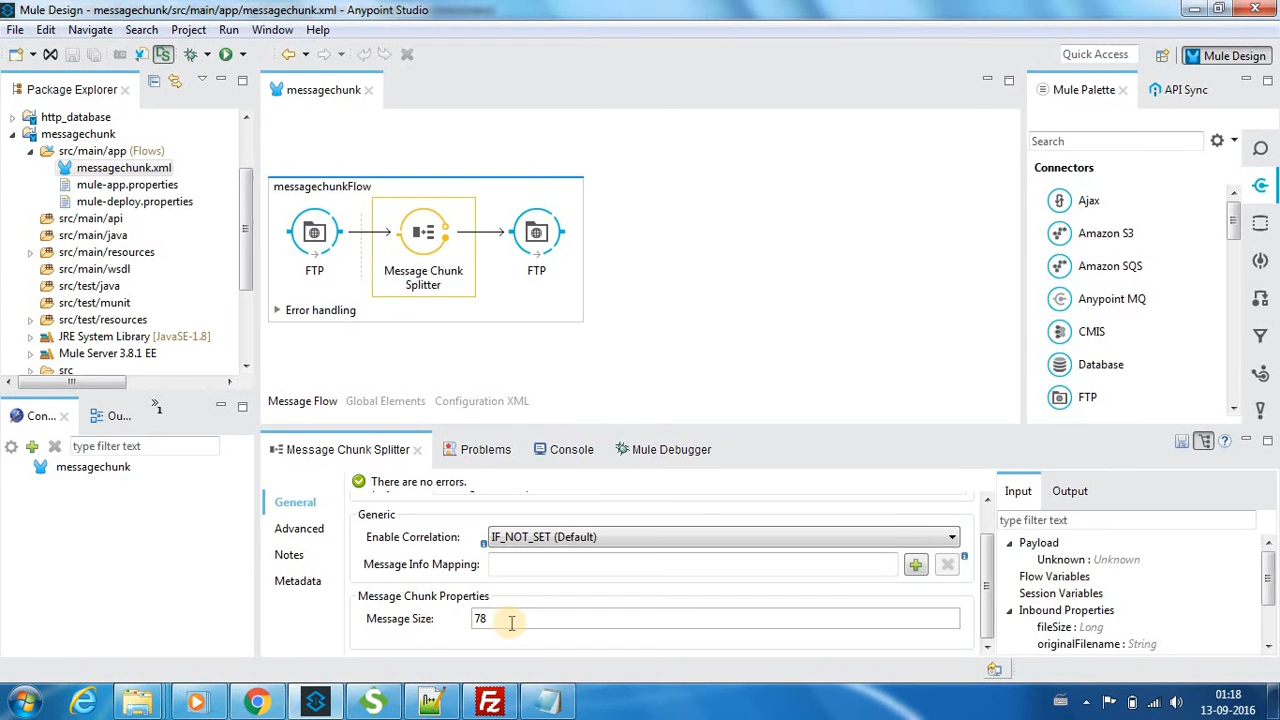 Mule Design - messagechunk/src/main/app/messagechunk.xml - Anypoint Studio
File Edit Navigate Search Project Run Window Help
Quick Access
Mule Design
Package Explorer
messagechunk
Mule Palette
API Sync
http_database
messagechunk
src/main/app (Flows)
messagechunk.xml
mule-app.properties
mule-deploy.properties
src/main/api
src/main/java
src/main/resources
src/main/wsdl
src/test/java
src/test/munit
src/test/resources
JRE System Library [JavaSE-1.8]
Mule Server 3.8.1 EE
src
messagechunkFlow
FTP
Message Chunk
Splitter
FTP
Error handling
Message Flow Global Elements Configuration XML
Search
Connectors
Ajax
Amazon S3
Amazon SQS
Anypoint MQ
CMIS
Database
FTP
Con...
Ou...
1
type filter text
messagechunk
Message Chunk Splitter
Problems
Console
Mule Debugger
There are no errors.
General
Advanced
Notes
Metadata
Generic
Enable Correlation: IF_NOT_SET (Default)
Message Info Mapping:
Message Chunk Properties
Message Size: 78
Input
Output
type filter text
Payload
Unknown : Unknown
Flow Variables
Session Variables
Inbound Properties
fileSize : Long
originalFilename : String
01:18
13-09-2016